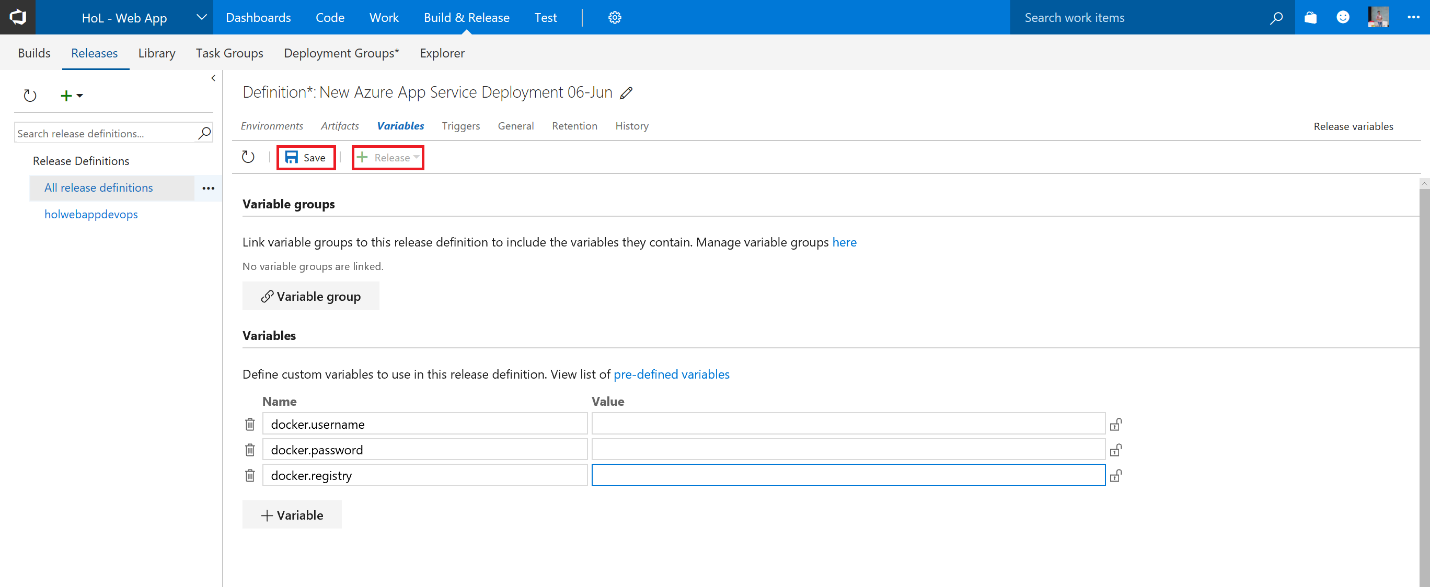 HoL - Web App Dashboards Code Work Build & Release Test Search work items
Builds Releases Library Task Groups Deployment Groups* Explorer
Definition*: New Azure App Service Deployment 06-Jun
Environments Artifacts Variables Triggers General Retention History Release variables
Search release definitions...
Save Release
Release Definitions
All release definitions
holwebappdevops
Variable groups
Link variable groups to this release definition to include the variables they contain. Manage variable groups here
No variable groups are linked.
Variable group
Variables
Define custom variables to use in this release definition. View list of pre-defined variables
Name Value
docker.username
docker.password
docker.registry
+ Variable